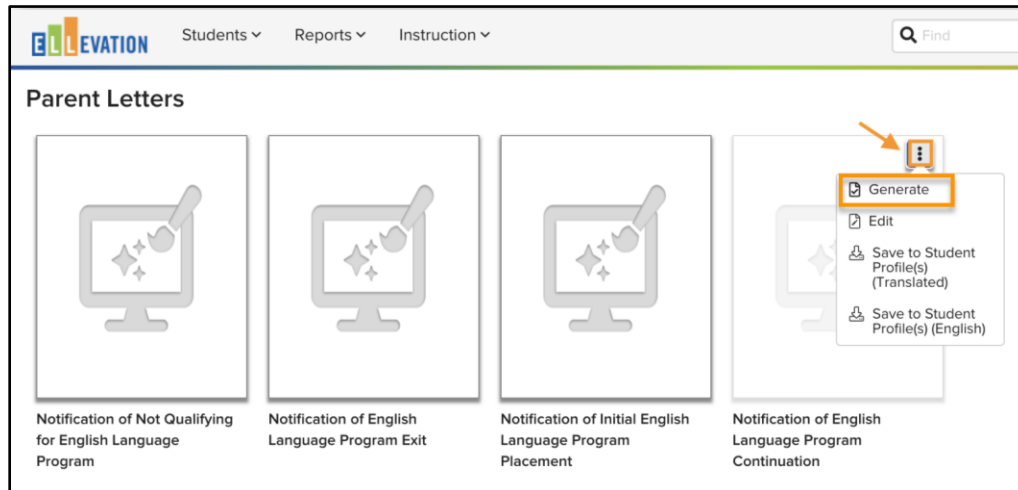 ELLEVATION
Students
Reports
Instruction
Find
Parent Letters
Generate
Edit
Save to Student
Profile(s)
(Translated)
Save to Student
Profile(s) (English)
Notification of Not Qualifying
for English Language
Program
Notification of English
Language Program Exit
Notification of Initial English
Language Program
Placement
Notification of English
Language Program
Continuation